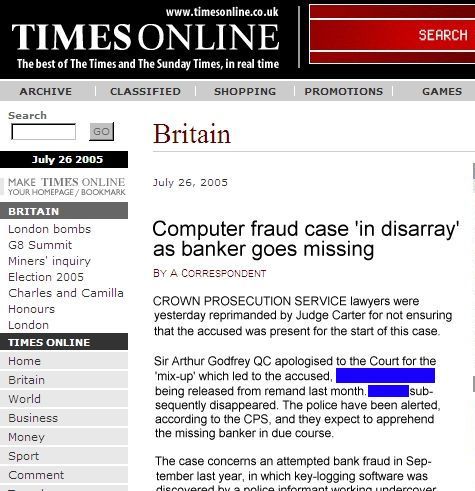 www.timesonline.co.uk
TIMES ONLINE
The best of The Times and The Sunday Times, in real time
SEARCH
ARCHIVE CLASSIFIED SHOPPING PROMOTIONS GAMES
Search
GO
July 26 2005
MAKE TIMES ONLINE
YOUR HOMEPAGE / BOOKMARK
BRITAIN
London bombs
G8 Summit
Miners' inquiry
Election 2005
Charles and Camilla
Honours
London
TIMES ONLINE
Home
Britain
World
Business
Money
Sport
Comment
Britain
July 26, 2005
Computer fraud case 'in disarray'
as banker goes missing
BY A CORRESPONDENT
CROWN PROSECUTION SERVICE lawyers were
yesterday reprimanded by Judge Carter for not ensuring
that the accused was present for the start of this case.
Sir Arthur Godfrey QC apologised to the Court for the
'mix-up' which led to the accused,
being released from remand last month. sub-
sequently disappeared. The police have been alerted,
according to the CPS, and they expect to apprehend
the missing banker in due course.
The case concerns an attempted bank fraud in Sep-
tember last year, in which key-logging software was
discovered by a police informant working undercover